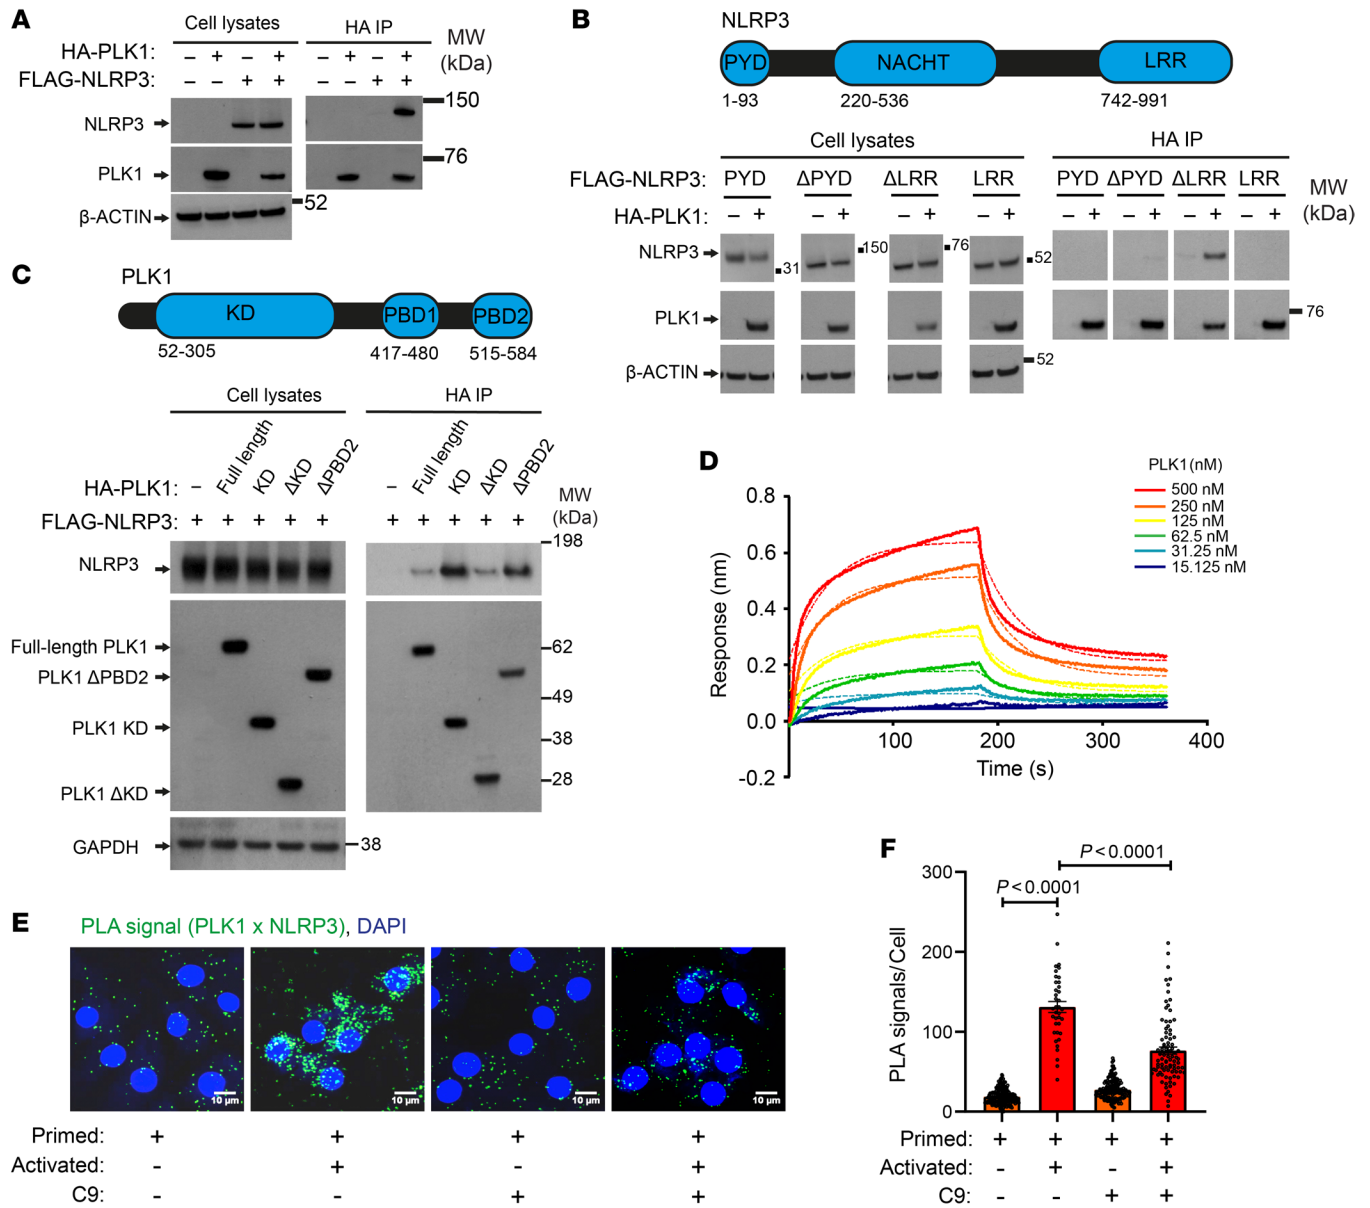 A
Cell lysates
HA IP
MW
(kDa)
HA-PLK1: – + – + – + – +
FLAG-NLRP3: – – + + – – + +
150
NLRP3
76
PLK1
52
β-ACTIN
B
NLRP3
PYD
NACHT
LRR
1-93
220-536
742-991
Cell lysates
HA IP
FLAG-NLRP3: PYD ΔPYD ΔLRR LRR PYD ΔPYD ΔLRR LRR
MW
(kDa)
HA-PLK1: – + – + – + – + – + – + – + – +
NLRP3
31
150
76
52
PLK1
76
β-ACTIN
52
C
PLK1
KD
PBD1
PBD2
52-305
417-480
515-584
Cell lysates
HA IP
HA-PLK1: – Full length KD ΔKD ΔPBD2 – Full length KD ΔKD ΔPBD2
MW
(kDa)
FLAG-NLRP3: + + + + + + + + + +
198
NLRP3
Full-length PLK1
62
PLK1 ΔPBD2
49
PLK1 KD
38
28
PLK1 ΔKD
GAPDH
38
D
PLK1(nM)
500 nM
250 nM
125 nM
62.5 nM
31.25 nM
15.125 nM
Response (nm)
0.8
0.6
0.4
0.2
0.0
-0.2
100
200
300
400
Time (s)
E
PLA signal (PLK1 x NLRP3), DAPI
10 μm
10 μm
10 μm
10 μm
Primed: + + + +
Activated: - + - +
C9: - - + +
F
P < 0.0001
P < 0.0001
PLA signals/Cell
300
200
100
0
Primed: + + + +
Activated: - + - +
C9: - - + +